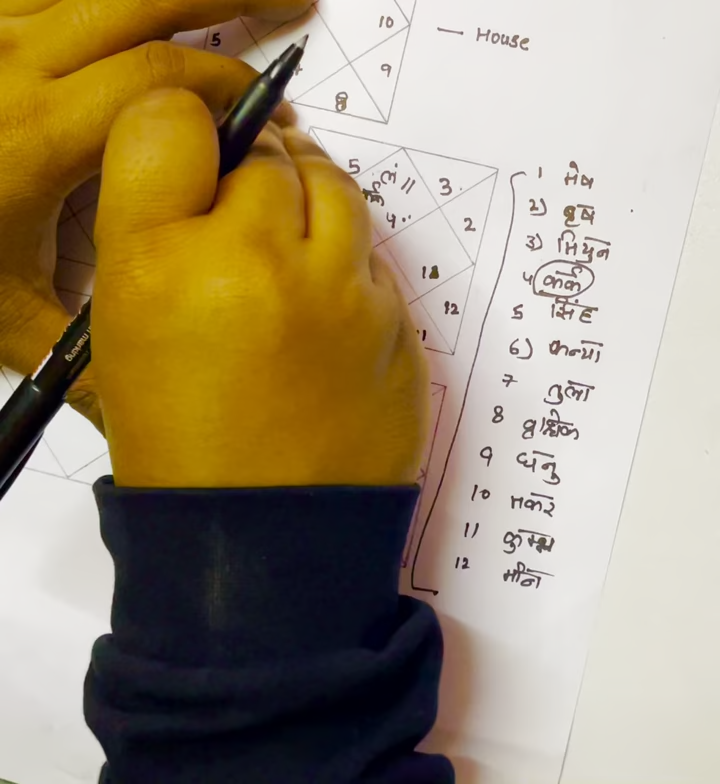 5
10
— House
9
8
5
लं ॥
3
4
2
12
1 मेष
2) वृष
3) मिथुन
4 कर्क
5 सिंह
6) कन्या
7 तुला
8 वृश्चिक
9 धनु
10 मकर
11 कुम्भ
12 मीन